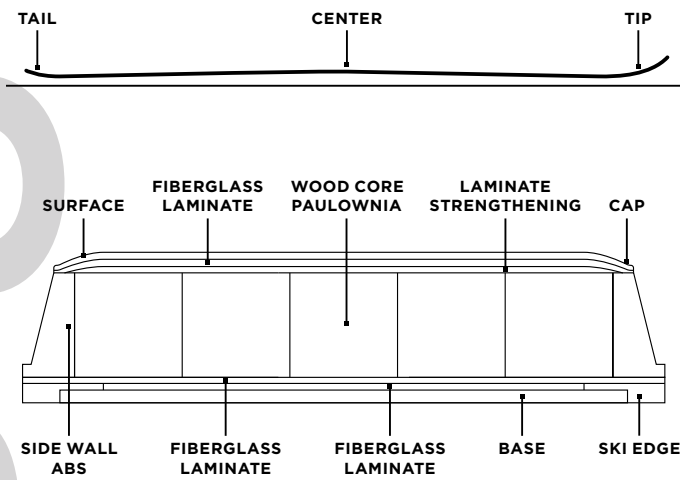 TAIL
CENTER
TIP
FIBERGLASS
LAMINATE
WOOD CORE
PAULOWNIA
LAMINATE
STRENGTHENING
SURFACE
CAP
SIDE WALL
ABS
FIBERGLASS
LAMINATE
FIBERGLASS
LAMINATE
BASE
SKI EDGE